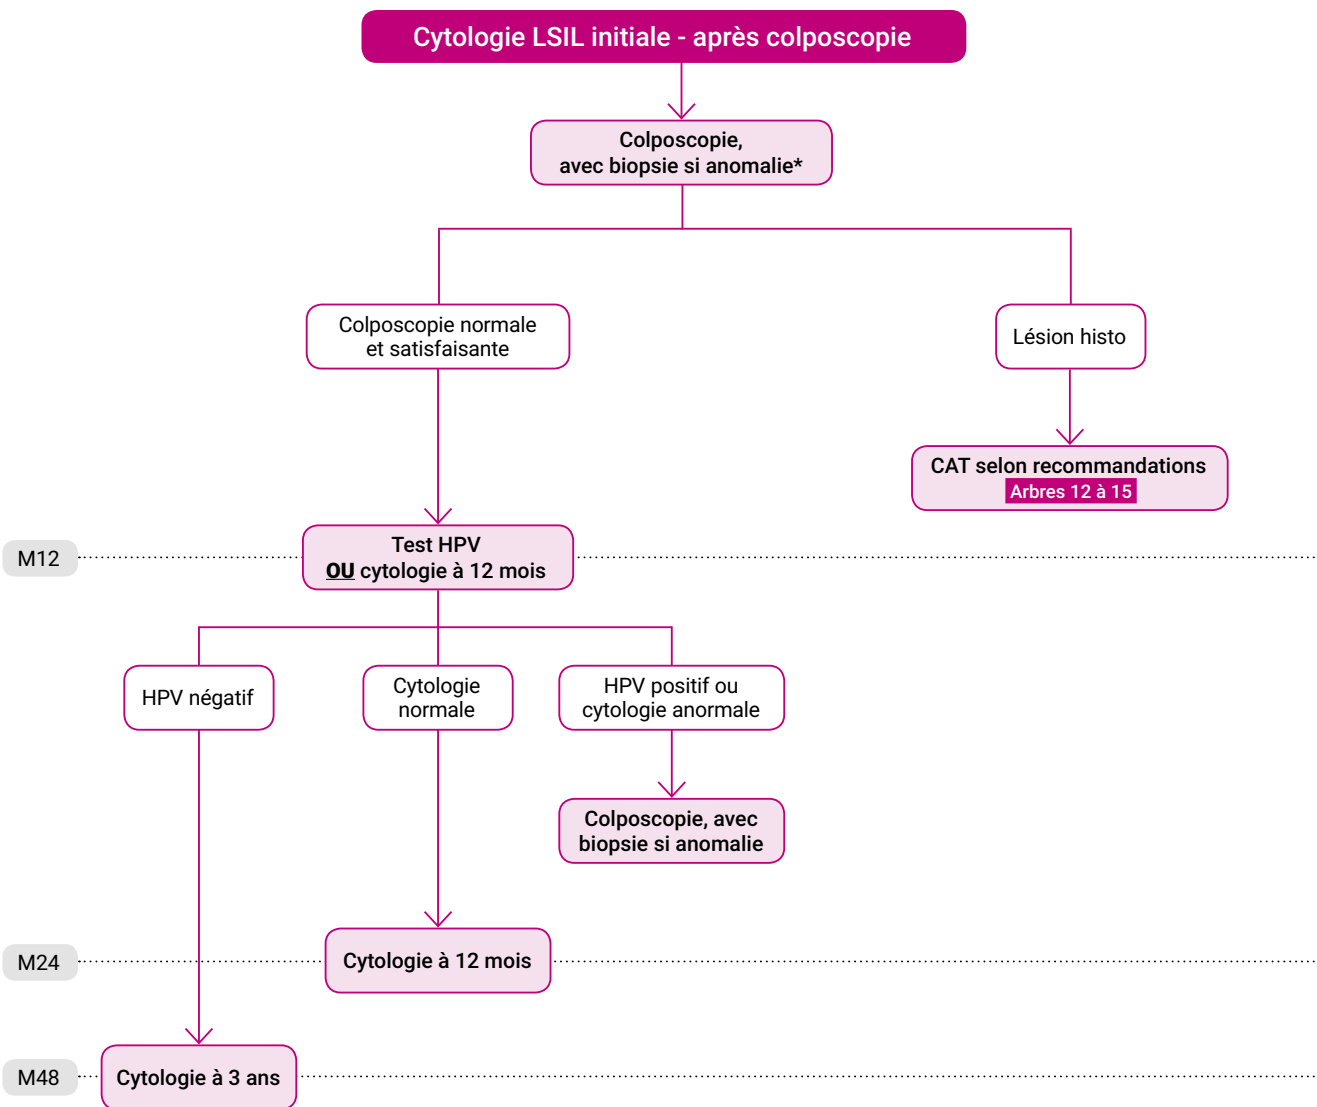 Cytologie LSIL initiale - après colposcopie
Colposcopie,
avec biopsie si anomalie*
Colposcopie normale
et satisfaisante
Lésion histo
CAT selon recommandations
Arbres 12 à 15
M12
Test HPV
OU cytologie à 12 mois
HPV négatif
Cytologie
normale
HPV positif ou
cytologie anormale
Colposcopie, avec
biopsie si anomalie
M24
Cytologie à 12 mois
M48
Cytologie à 3 ans